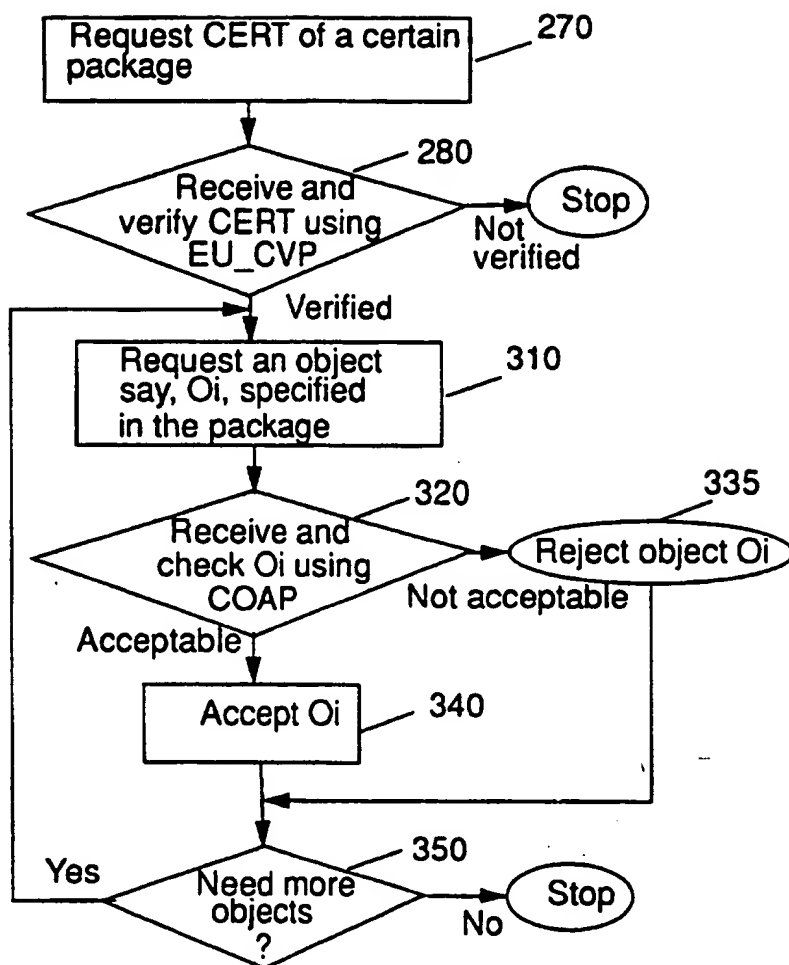 Request CERT of a certain
package
270
280
Receive and
verify CERT using
EU_CVP
Stop
Not
verified
Verified
Request an object
say, Oi, specified
in the package
310
320
335
Receive and
check Oi using
COAP
Reject object Oi
Not acceptable
Acceptable
Accept Oi
340
350
Yes
Need more
objects
?
No
Stop